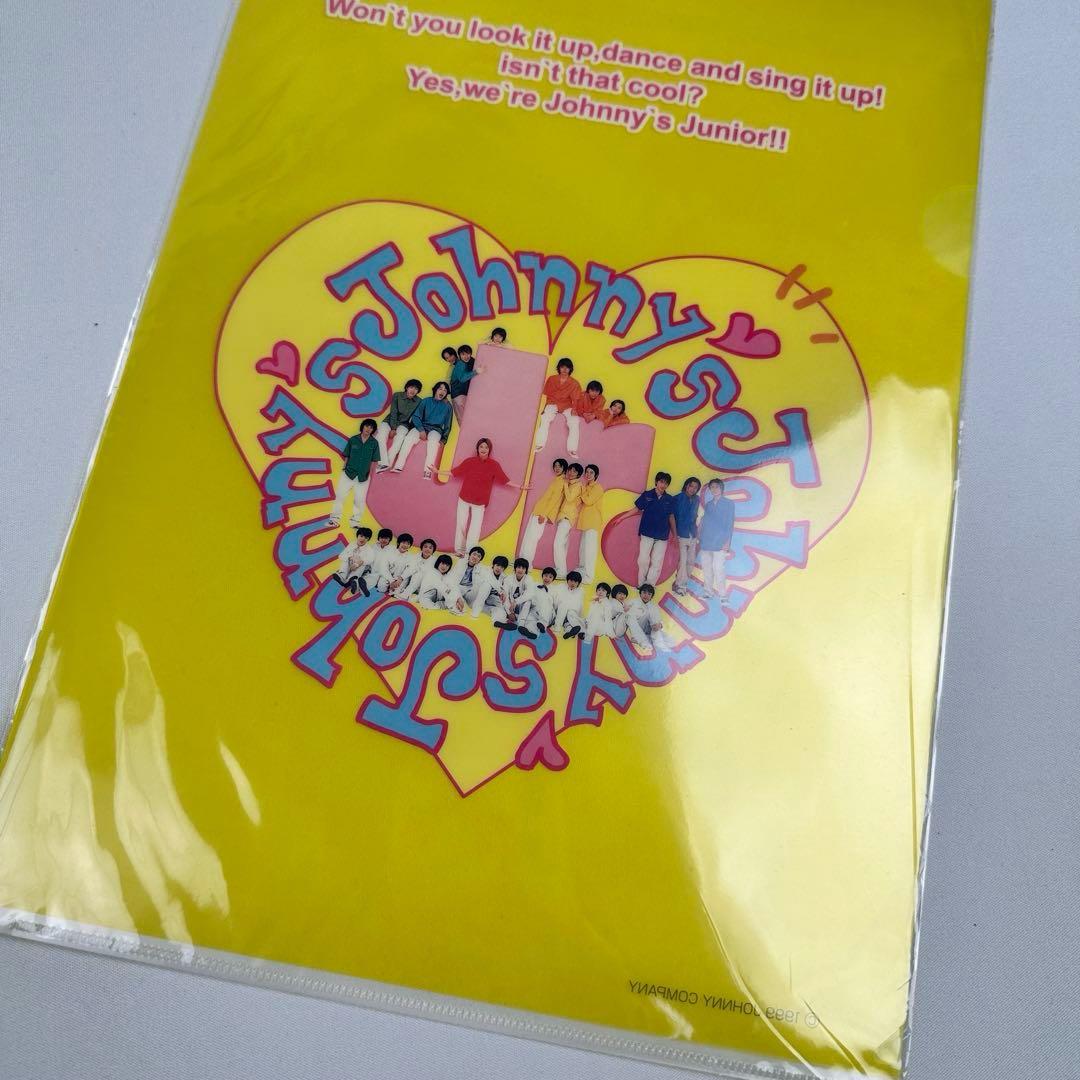 Won`t you look it up,dance and sing it up!
isn`t that cool?
Yes,we`re Johnny`s Junior!!
Johnny's Johnny's Johnny's
Jr.
© 1999 JOHNNY COMPANY